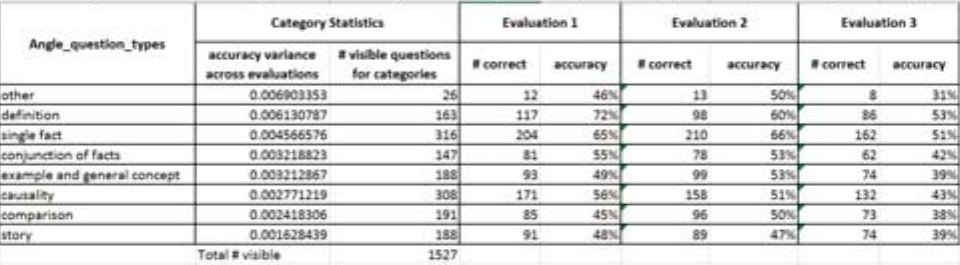 Angle_question_types Category Statistics Evaluation 1 Evaluation 2 Evaluation 3
accuracy variance across evaluations # visible questions for categories # correct accuracy # correct accuracy # correct accuracy
other 0.006903353 26 12 46% 13 50% 8 31%
definition 0.006130787 163 117 72% 98 60% 86 53%
single fact 0.004566576 316 204 65% 210 66% 162 51%
conjunction of facts 0.003218823 147 81 55% 78 53% 62 42%
example and general concept 0.003212867 188 93 49% 99 53% 74 39%
causality 0.002771219 308 171 56% 158 51% 132 43%
comparison 0.002418306 191 85 45% 96 50% 73 38%
story 0.001628439 188 91 48% 89 47% 74 39%
Total # visible 1527